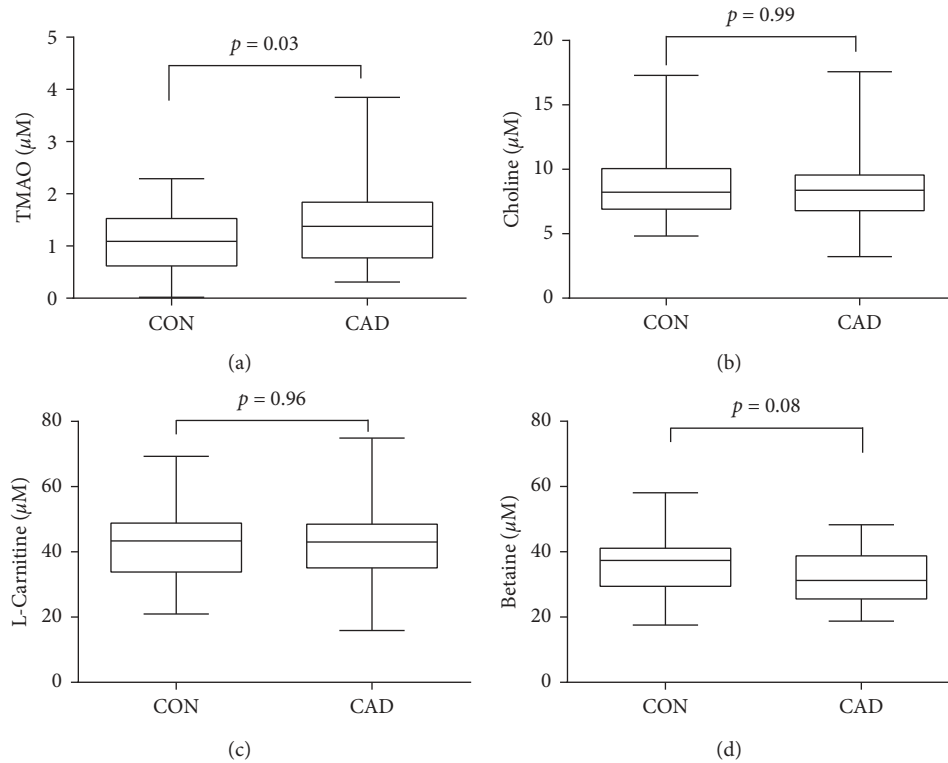 p = 0.03
5
4
3
2
1
0
TMAO (μM)
CON CAD
(a)
p = 0.99
20
15
10
5
0
Choline (μM)
CON CAD
(b)
p = 0.96
80
60
40
20
0
L-Carnitine (μM)
CON CAD
(c)
p = 0.08
80
60
40
20
0
Betaine (μM)
CON CAD
(d)